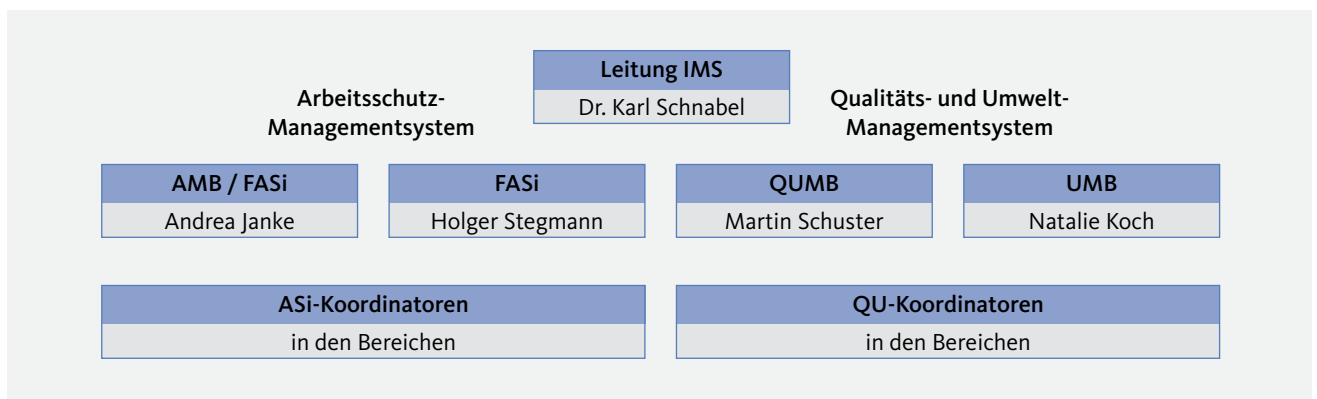 Leitung IMS
Dr. Karl Schnabel
Arbeitsschutz-
Managementsystem
Qualitäts- und Umwelt-
Managementsystem
AMB / FASi
Andrea Janke
FASi
Holger Stegmann
QUMB
Martin Schuster
UMB
Natalie Koch
ASi-Koordinatoren
in den Bereichen
QU-Koordinatoren
in den Bereichen